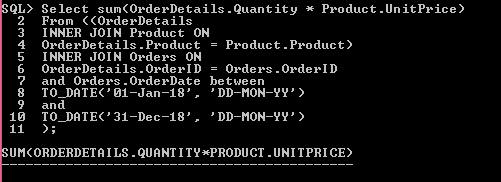 SQL> Select sum(OrderDetails.Quantity * Product.UnitPrice)
2 From ((OrderDetails
3 INNER JOIN Product ON
4 OrderDetails.Product = Product.Product)
5 INNER JOIN Orders ON
6 OrderDetails.OrderID = Orders.OrderID
7 and Orders.OrderDate between
8 TO_DATE('01-Jan-18', 'DD-MON-YY')
9 and
10 TO_DATE('31-Dec-18', 'DD-MON-YY')
11 );
SUM(ORDERDETAILS.QUANTITY*PRODUCT.UNITPRICE)
--------------------------------------------